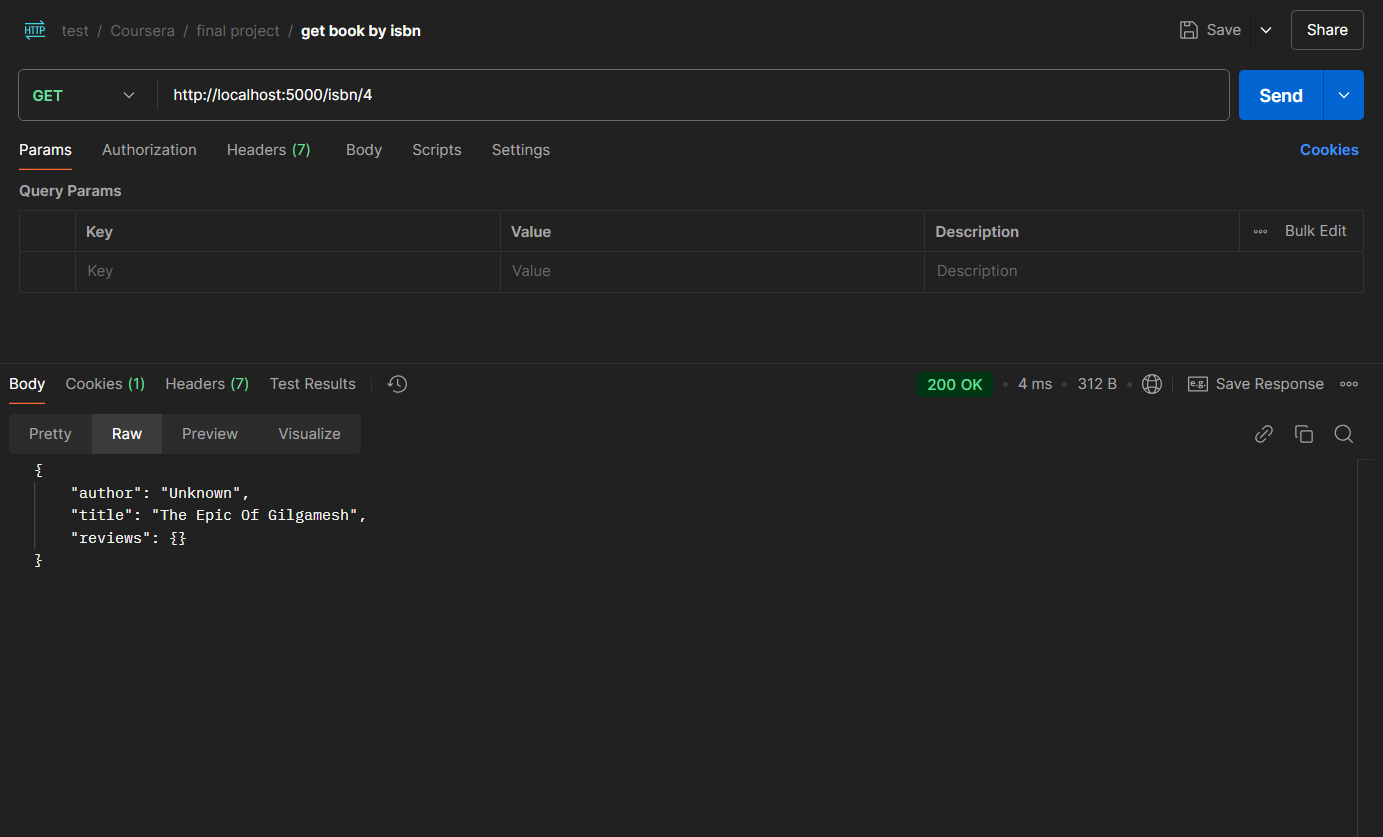 HTTP test / Coursera / final project / get book by isbn Save Share
GET http://localhost:5000/isbn/4 Send
Params Authorization Headers (7) Body Scripts Settings Cookies
Query Params
Key Value Description Bulk Edit
Key Value Description
Body Cookies (1) Headers (7) Test Results 200 OK 4 ms 312 B e.g. Save Response
Pretty Raw Preview Visualize
{
    "author": "Unknown",
    "title": "The Epic Of Gilgamesh",
    "reviews": {}
}